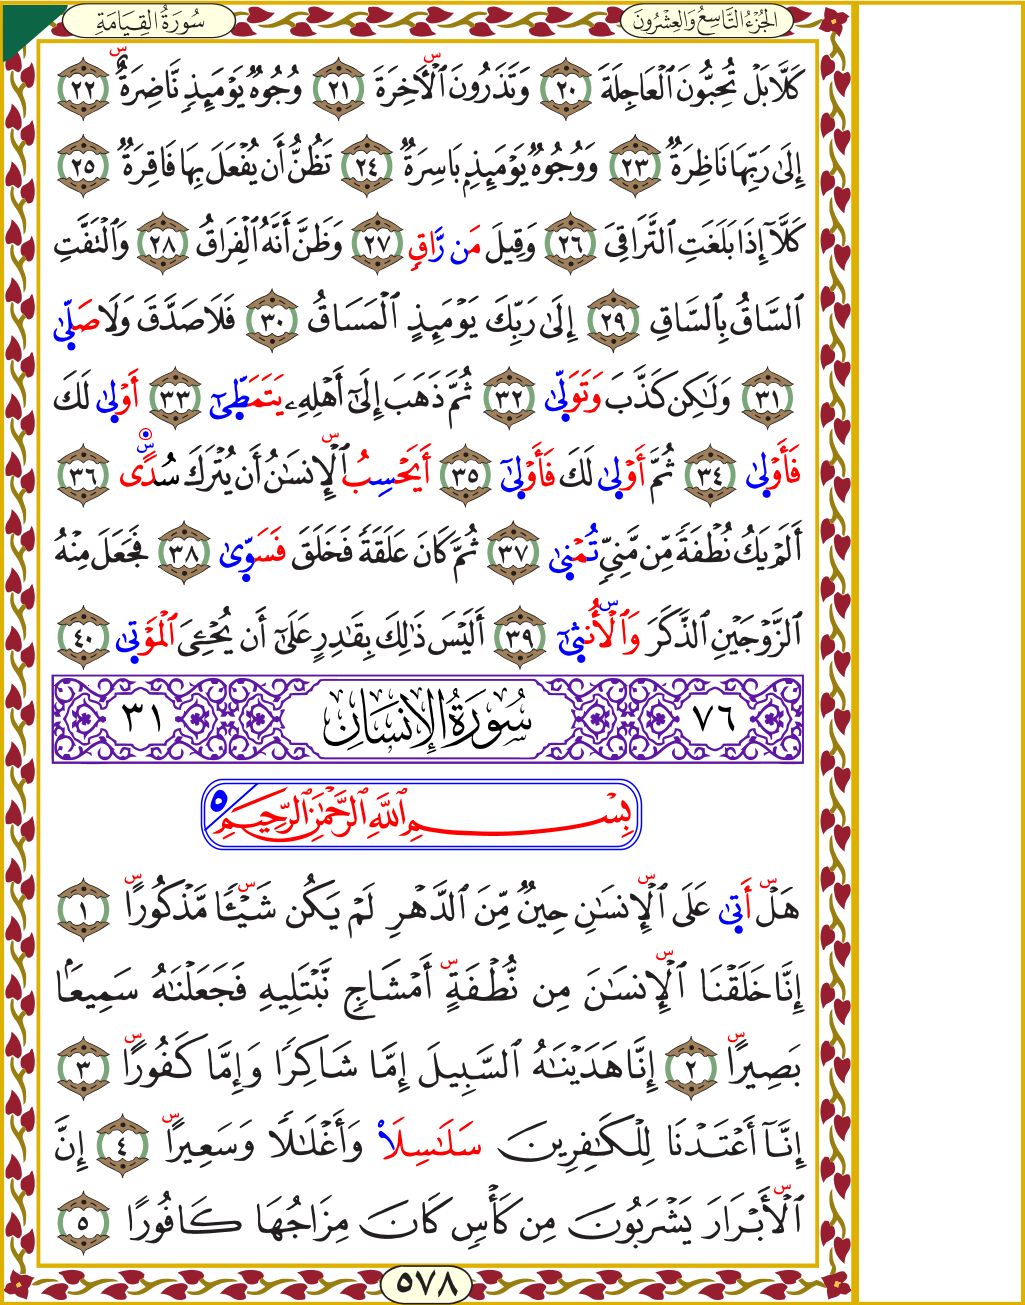 سُورَةُ القِيَامَةِ
الجُزْءُ التَّاسِعُ وَالعِشْرُونَ
كَلَّا بَلْ تُحِبُّونَ ٱلْعَاجِلَةَ ٢٠ وَتَذَرُونَ ٱلْأَخِرَةَ ٢١ وُجُوهٌ يَوْمَئِذٍ نَّاضِرَةٌ ٢٢
إِلَىٰ رَبِّهَا نَاظِرَةٌ ٢٣ وَوُجُوهٌ يَوْمَئِذِۭ بَاسِرَةٌ ٢٤ تَظُنُّ أَن يُفْعَلَ بِهَا فَاقِرَةٌ ٢٥
كَلَّآ إِذَا بَلَغَتِ ٱلتَّرَاقِىَ ٢٦ وَقِيلَ مَن رَّاقٍ ٢٧ وَظَنَّ أَنَّهُ ٱلْفِرَاقُ ٢٨ وَٱلْتَفَّتِ
ٱلسَّاقُ بِٱلسَّاقِ ٢٩ إِلَىٰ رَبِّكَ يَوْمَئِذٍ ٱلْمَسَاقُ ٣٠ فَلَا صَدَّقَ وَلَا صَلَّىٰ
٣١ وَلَٰكِن كَذَّبَ وَتَوَلَّىٰ ٣٢ ثُمَّ ذَهَبَ إِلَىٰٓ أَهْلِهِۦ يَتَمَطَّىٰٓ ٣٣ أَوْلَىٰ لَكَ
فَأَوْلَىٰ ٣٤ ثُمَّ أَوْلَىٰ لَكَ فَأَوْلَىٰٓ ٣٥ أَيَحْسِبُ ٱلْإِنسَٰنُ أَن يُتْرَكَ سُدًى ٣٦
أَلَمْ يَكُ نُطْفَةً مِّن مَّنِىٍّ تُمْنَىٰ ٣٧ ثُمَّ كَانَ عَلَقَةً فَخَلَقَ فَسَوَّىٰ ٣٨ فَجَعَلَ مِنْهُ
ٱلزَّوْجَيْنِ ٱلذَّكَرَ وَٱلْأُنثَىٰٓ ٣٩ أَلَيْسَ ذَٰلِكَ بِقَٰدِرٍ عَلَىٰٓ أَن يُحْـِۧىَ ٱلْمَوْتَىٰ ٤٠
٧٦ سُورَةُ الإِنسَانِ ٣١
بِسْمِ ٱللَّهِ ٱلرَّحْمَٰنِ ٱلرَّحِيمِ ٥
هَلْ أَتَىٰ عَلَى ٱلْإِنسَٰنِ حِينٌ مِّنَ ٱلدَّهْرِ لَمْ يَكُن شَيْـًٔا مَّذْكُورًا ١
إِنَّا خَلَقْنَا ٱلْإِنسَٰنَ مِن نُّطْفَةٍ أَمْشَاجٍ نَّبْتَلِيهِ فَجَعَلْنَٰهُ سَمِيعَۢا
بَصِيرًا ٢ إِنَّا هَدَيْنَٰهُ ٱلسَّبِيلَ إِمَّا شَاكِرًا وَإِمَّا كَفُورًا ٣
إِنَّآ أَعْتَدْنَا لِلْكَٰفِرِينَ سَلَٰسِلَا۟ وَأَغْلَٰلًا وَسَعِيرًا ٤ إِنَّ
ٱلْأَبْرَارَ يَشْرَبُونَ مِن كَأْسٍ كَانَ مِزَاجُهَا كَافُورًا ٥
٥٧٨